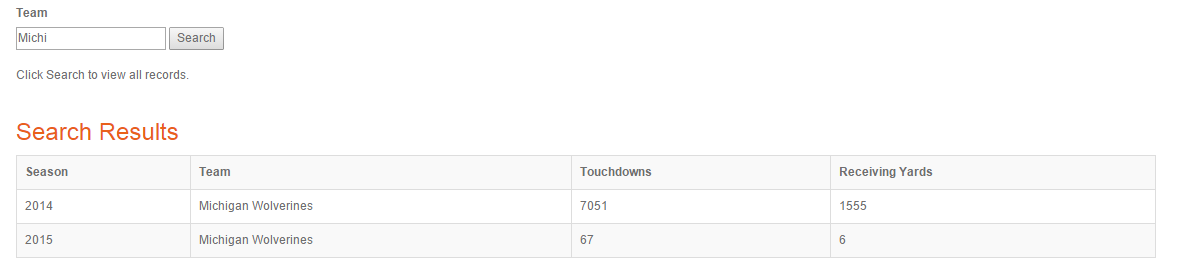 Team
Michi Search
Click Search to view all records.
Search Results
Season Team Touchdowns Receiving Yards
2014 Michigan Wolverines 7051 1555
2015 Michigan Wolverines 67 6